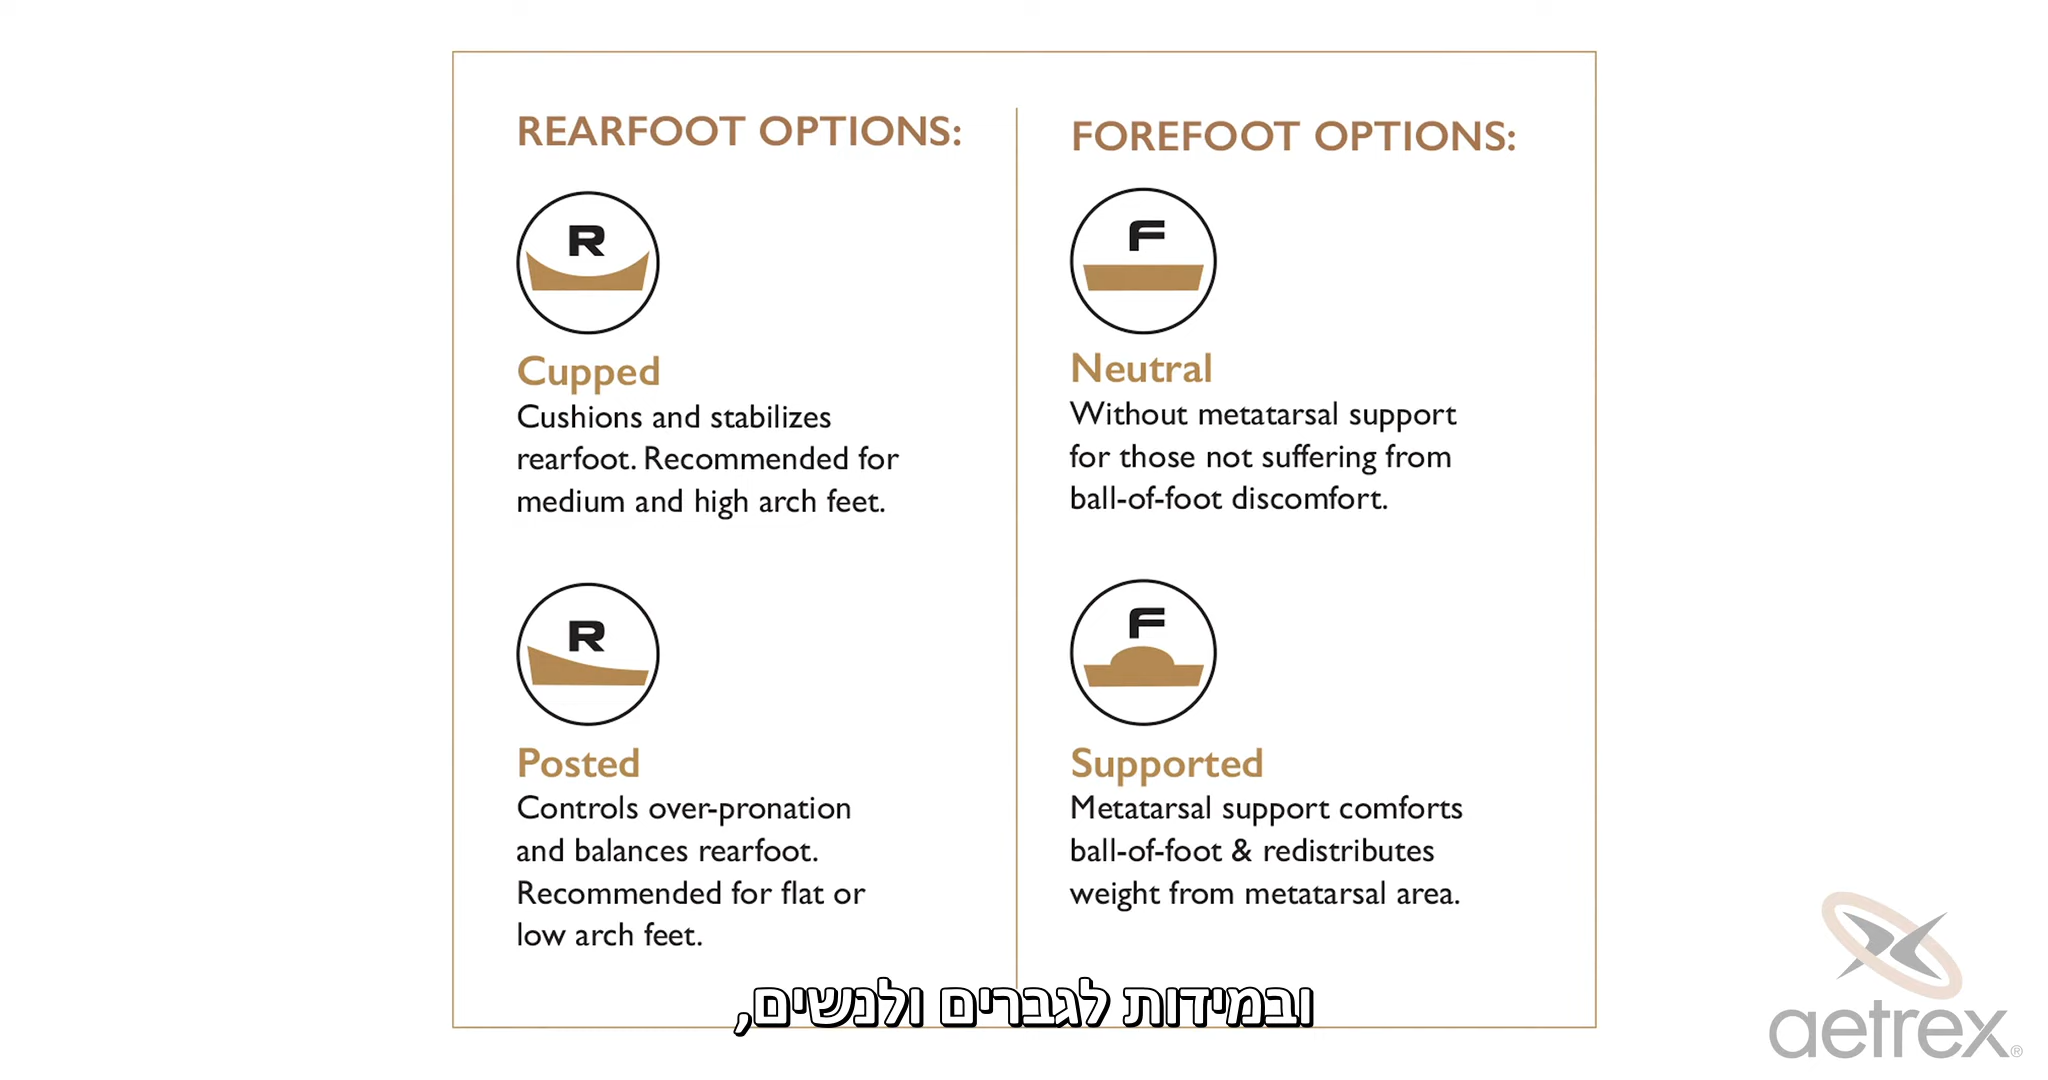 REARFOOT OPTIONS:
R
Cupped
Cushions and stabilizes
rearfoot. Recommended for
medium and high arch feet.
R
Posted
Controls over-pronation
and balances rearfoot.
Recommended for flat or
low arch feet.
FOREFOOT OPTIONS:
F
Neutral
Without metatarsal support
for those not suffering from
ball-of-foot discomfort.
F
Supported
Metatarsal support comforts
ball-of-foot & redistributes
weight from metatarsal area.
ובמידות לגברים ולנשים,
aetrex®